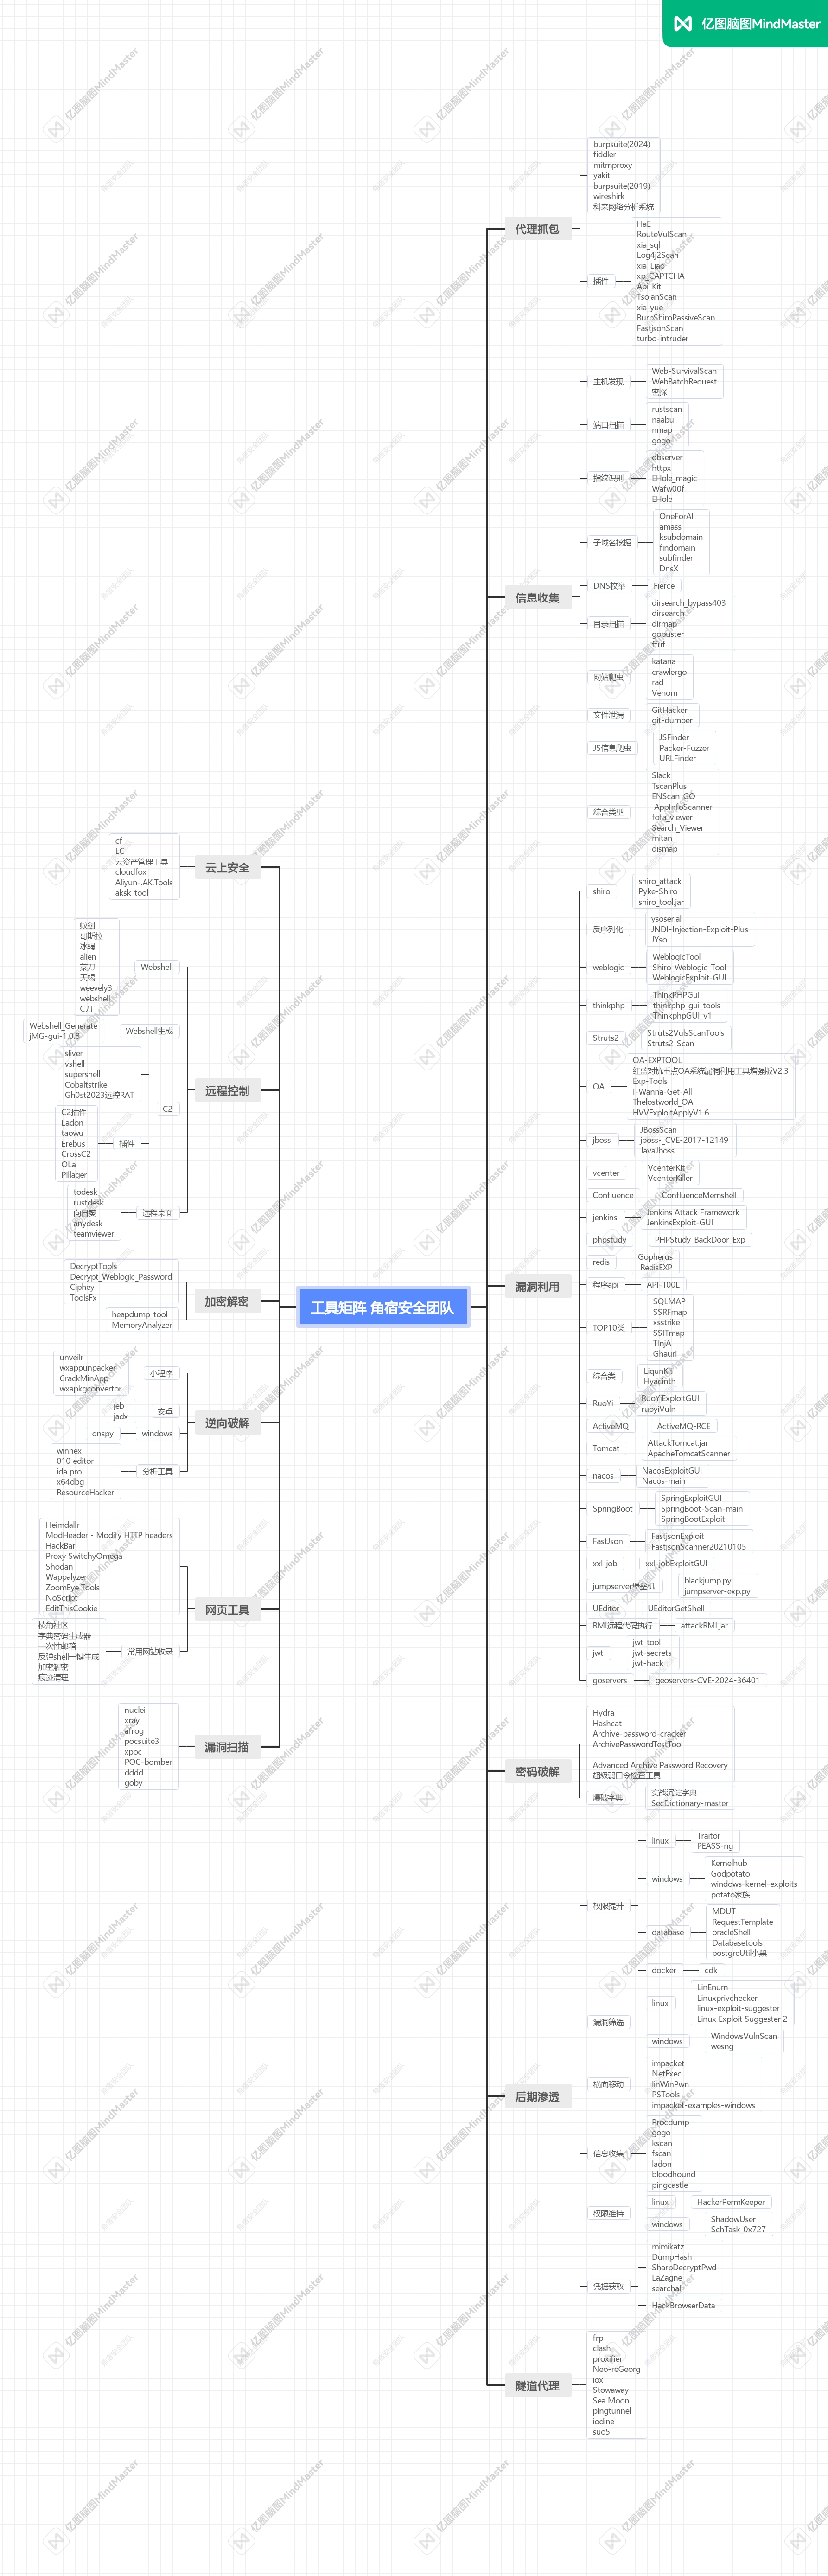 亿图脑图MindMaster
工具矩阵 角宿安全团队
代理抓包
burpsuite(2024)
fiddler
mitmproxy
yakit
burpsuite(2019)
wireshirk
科来网络分析系统
插件
HaE
RouteVulScan
xia_sql
Log4j2Scan
xia_Liao
xp_CAPTCHA
Api_Kit
TsojanScan
xia_yue
BurpShiroPassiveScan
FastjsonScan
turbo-intruder
信息收集
主机发现
Web-SurvivalScan
WebBatchRequest
密探
端口扫描
rustscan
naabu
nmap
gogo
指纹识别
observer
httpx
EHole_magic
Wafw00f
EHole
子域名挖掘
OneForAll
amass
ksubdomain
findomain
subfinder
DnsX
DNS枚举
Fierce
目录扫描
dirsearch_bypass403
dirsearch
dirmap
gobuster
ffuf
网站爬虫
katana
crawlergo
rad
Venom
文件泄漏
GitHacker
git-dumper
JS信息爬虫
JSFinder
Packer-Fuzzer
URLFinder
综合类型
Slack
TscanPlus
ENScan_GO
AppInfoScanner
fofa_viewer
Search_Viewer
mitan
dismap
漏洞利用
shiro
shiro_attack
Pyke-Shiro
shiro_tool.jar
反序列化
ysoserial
JNDI-Injection-Exploit-Plus
JYso
weblogic
WeblogicTool
Shiro_Weblogic_Tool
WeblogicExploit-GUI
thinkphp
ThinkPHPGui
thinkphp_gui_tools
ThinkphpGUI_v1
Struts2
Struts2VulsScanTools
Struts2-Scan
OA
OA-EXPTOOL
红蓝对抗重点OA系统漏洞利用工具增强版V2.3
Exp-Tools
I-Wanna-Get-All
Thelostworld_OA
HVVExploitApplyV1.6
jboss
JBossScan
jboss-_CVE-2017-12149
JavaJboss
vcenter
VcenterKit
VcenterKiller
Confluence
ConfluenceMemshell
jenkins
Jenkins Attack Framework
JenkinsExploit-GUI
phpstudy
PHPStudy_BackDoor_Exp
redis
Gopherus
RedisEXP
程序api
API-T00L
TOP10类
SQLMAP
SSRFmap
xsstrike
SSITmap
TInjA
Ghauri
综合类
LiqunKit
Hyacinth
RuoYi
RuoYiExploitGUI
ruoyiVuln
ActiveMQ
ActiveMQ-RCE
Tomcat
AttackTomcat.jar
ApacheTomcatScanner
nacos
NacosExploitGUI
Nacos-main
SpringBoot
SpringExploitGUI
SpringBoot-Scan-main
SpringBootExploit
FastJson
FastjsonExploit
FastjsonScanner20210105
xxl-job
xxl-jobExploitGUI
jumpserver堡垒机
blackjump.py
jumpserver-exp.py
UEditor
UEditorGetShell
RMI远程代码执行
attackRMI.jar
jwt
jwt_tool
jwt-secrets
jwt-hack
goservers
geoservers-CVE-2024-36401
密码破解
Hydra
Hashcat
Archive-password-cracker
ArchivePasswordTestTool
Advanced Archive Password Recovery
超级弱口令检查工具
爆破字典
实战沉淀字典
SecDictionary-master
后期渗透
权限提升
linux
Traitor
PEASS-ng
windows
Kernelhub
Godpotato
windows-kernel-exploits
potato家族
database
MDUT
RequestTemplate
oracleShell
Databasetools
postgreUtil小黑
docker
cdk
漏洞筛选
linux
LinEnum
Linuxprivchecker
linux-exploit-suggester
Linux Exploit Suggester 2
windows
WindowsVulnScan
wesng
横向移动
impacket
NetExec
linWinPwn
PSTools
impacket-examples-windows
信息收集
Procdump
gogo
kscan
fscan
ladon
bloodhound
pingcastle
权限维持
linux
HackerPermKeeper
windows
ShadowUser
SchTask_0x727
凭据获取
mimikatz
DumpHash
SharpDecryptPwd
LaZagne
searchall
HackBrowserData
隧道代理
frp
clash
proxifier
Neo-reGeorg
iox
Stowaway
Sea Moon
pingtunnel
iodine
suo5
云上安全
cf
LC
云资产管理工具
cloudfox
Aliyun-.AK.Tools
aksk_tool
远程控制
Webshell
蚁剑
哥斯拉
冰蝎
alien
菜刀
天蝎
weevely3
webshell
C刀
Webshell生成
Webshell_Generate
jMG-gui-1.0.8
C2
sliver
vshell
supershell
Cobaltstrike
Gh0st2023远控RAT
插件
C2插件
Ladon
taowu
Erebus
CrossC2
OLa
Pillager
远程桌面
todesk
rustdesk
向日葵
anydesk
teamviewer
加密解密
DecryptTools
Decrypt_Weblogic_Password
Ciphey
ToolsFx
heapdump_tool
MemoryAnalyzer
逆向破解
小程序
unveilr
wxappunpacker
CrackMinApp
wxapkgconvertor
安卓
jeb
jadx
windows
dnspy
分析工具
winhex
010 editor
ida pro
x64dbg
ResourceHacker
网页工具
Heimdallr
ModHeader - Modify HTTP headers
HackBar
Proxy SwitchyOmega
Shodan
Wappalyzer
ZoomEye Tools
NoScript
EditThisCookie
常用网站收录
棱角社区
字典密码生成器
一次性邮箱
反弹shell一键生成
加密解密
痕迹清理
漏洞扫描
nuclei
xray
afrog
pocsuite3
xpoc
POC-bomber
dddd
goby